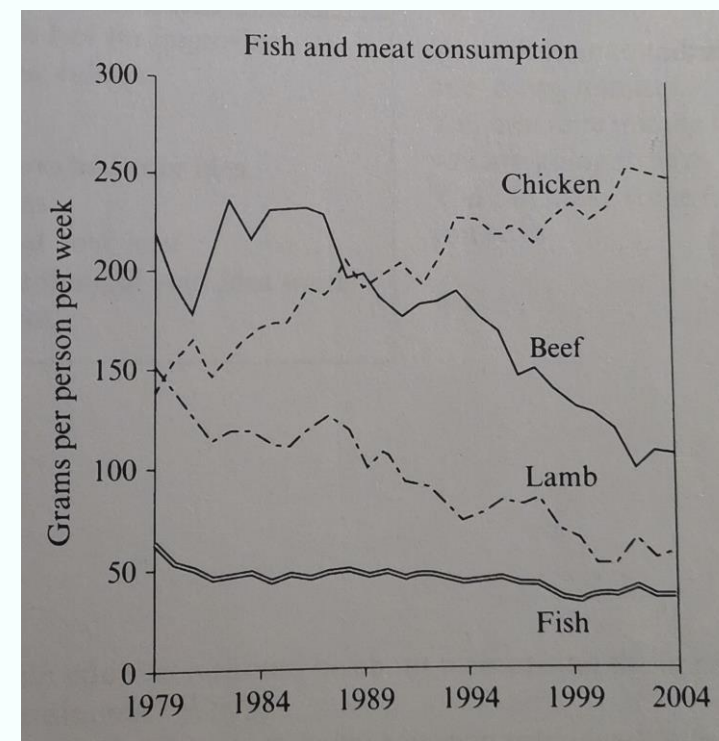 Fish and meat consumption
300
250
200
150
100
50
0
Grams per person per week
Chicken
Beef
Lamb
Fish
1979 1984 1989 1994 1999 2004